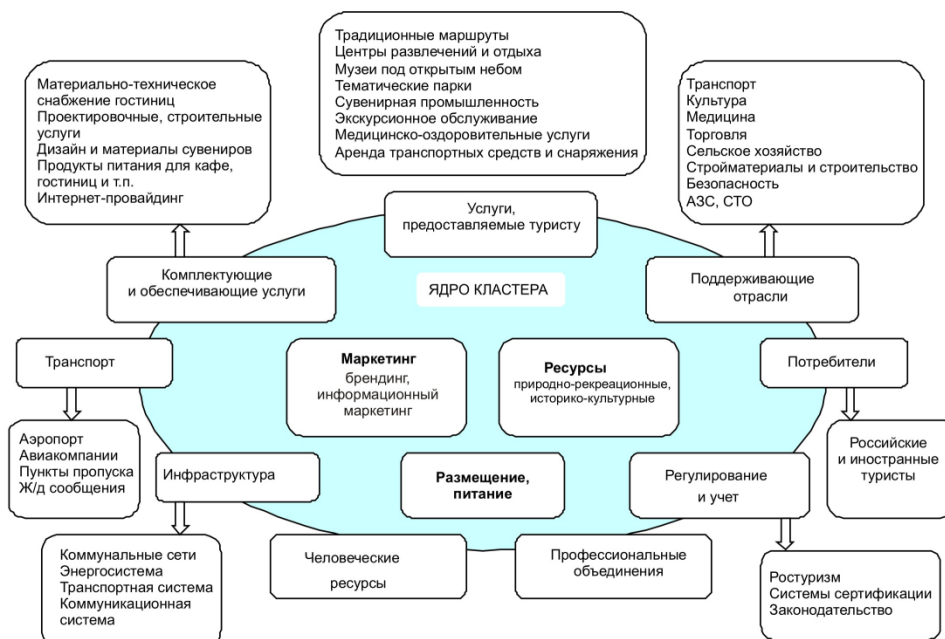 Традиционные маршруты
Центры развлечений и отдыха
Музеи под открытым небом
Тематические парки
Сувенирная промышленность
Экскурсионное обслуживание
Медицинско-оздоровительные услуги
Аренда транспортных средств и снаряжения
Материально-техническое
снабжение гостиниц
Проектировочные, строительные
услуги
Дизайн и материалы сувениров
Продукты питания для кафе,
гостиниц и т.п.
Интернет-провайдинг
Транспорт
Культура
Медицина
Торговля
Сельское хозяйство
Стройматериалы и строительство
Безопасность
АЗС, СТО
Услуги,
предоставляемые туристу
Комплектующие
и обеспечивающие услуги
ЯДРО КЛАСТЕРА
Поддерживающие
отрасли
Транспорт
Маркетинг
брендинг,
информационный
маркетинг
Ресурсы
природно-рекреационные,
историко-культурные
Потребители
Аэропорт
Авиакомпании
Пункты пропуска
Ж/д сообщения
Инфраструктура
Размещение,
питание
Регулирование
и учет
Российские
и иностранные
туристы
Коммунальные сети
Энергосистема
Транспортная система
Коммуникационная
система
Человеческие
ресурсы
Профессиональные
объединения
Ростуризм
Системы сертификации
Законодательство